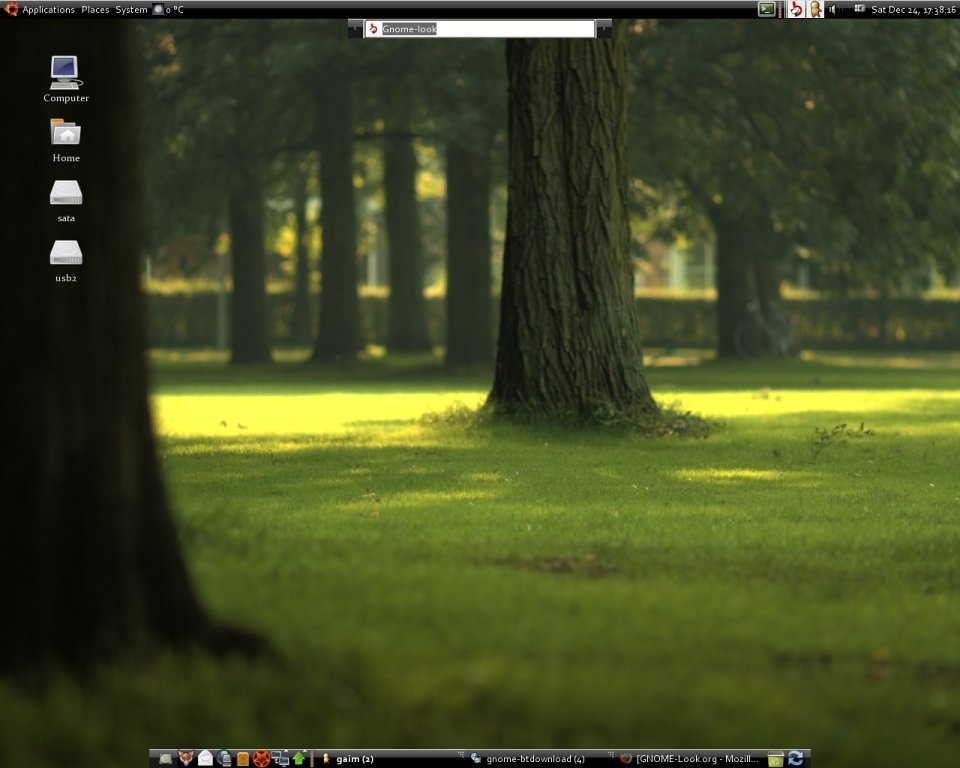 Applications Places System 0 °C Sat Dec 24, 17:38:16
Gnome-look
Computer
Home
sata
usb2
gaim (2) gnome-btdownload (4) [GNOME-Look.org - Mozill...